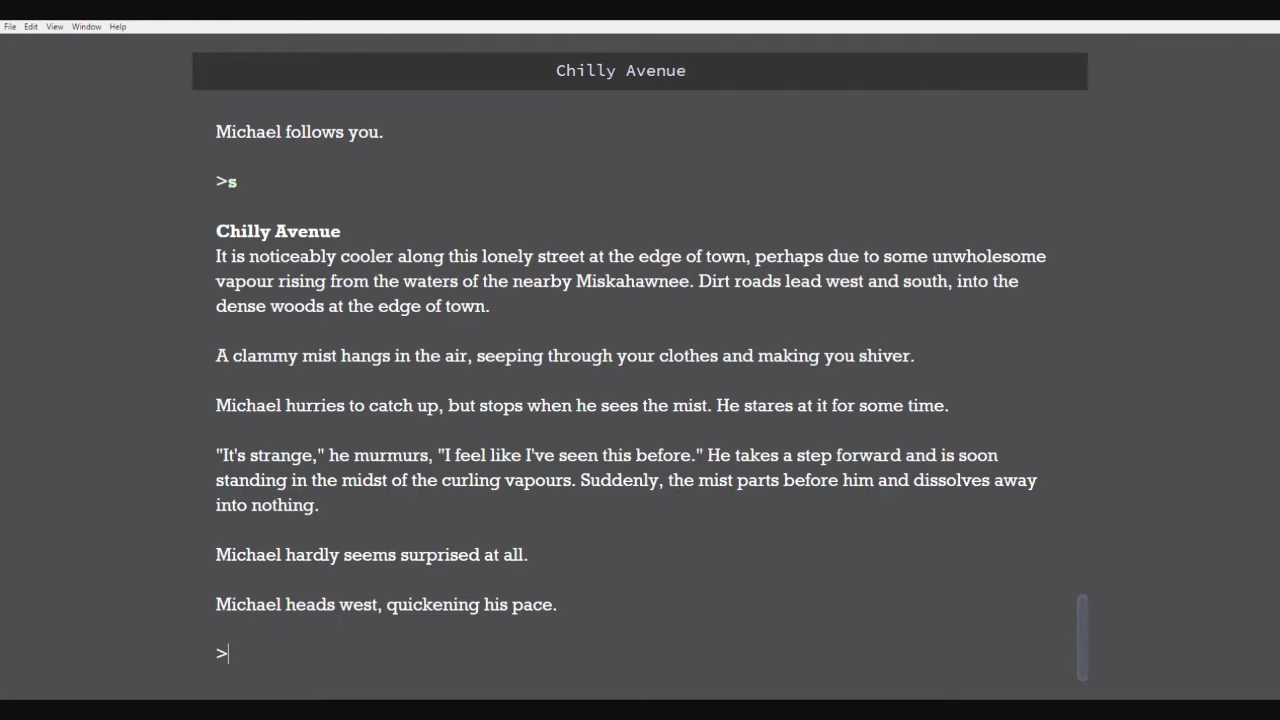 File Edit View Window Help
Chilly Avenue
Michael follows you.
>s
Chilly Avenue
It is noticeably cooler along this lonely street at the edge of town, perhaps due to some unwholesome
vapour rising from the waters of the nearby Miskahawnee. Dirt roads lead west and south, into the
dense woods at the edge of town.
A clammy mist hangs in the air, seeping through your clothes and making you shiver.
Michael hurries to catch up, but stops when he sees the mist. He stares at it for some time.
"It's strange," he murmurs, "I feel like I've seen this before." He takes a step forward and is soon
standing in the midst of the curling vapours. Suddenly, the mist parts before him and dissolves away
into nothing.
Michael hardly seems surprised at all.
Michael heads west, quickening his pace.
>